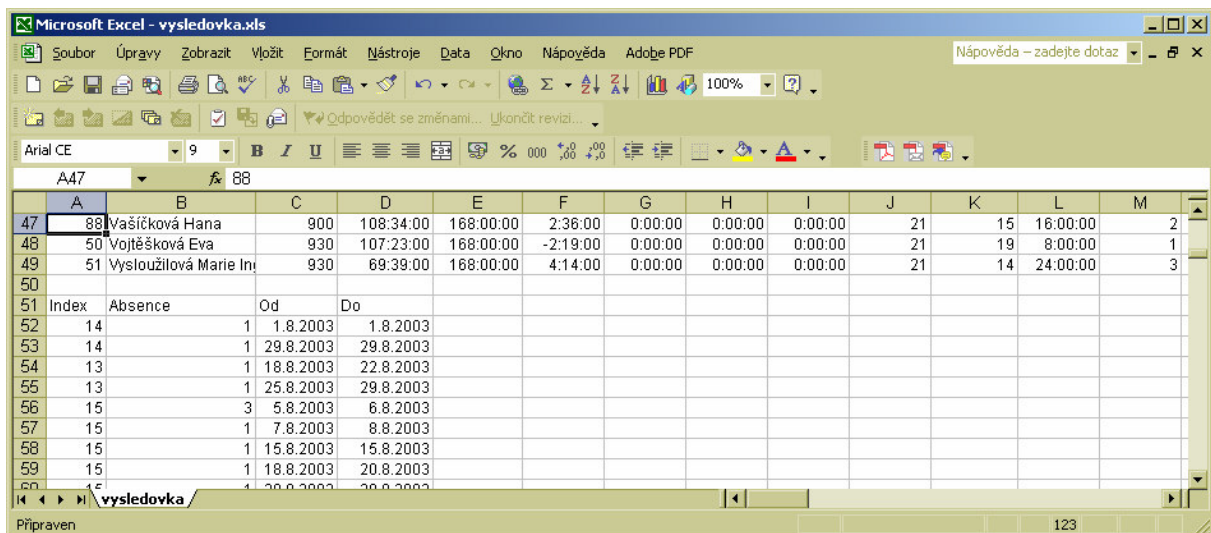 Microsoft Excel - vysledovka.xls
Soubor Úpravy Zobrazit Vložit Formát Nástroje Data Okno Nápověda Adobe PDF Nápověda – zadejte dotaz
100%
Odpovědět se změnami... Ukončit revizi...
Arial CE 9 B I U % 000
A47 fx 88
A B C D E F G H I J K L M
47 88 Vašíčková Hana 900 108:34:00 168:00:00 2:36:00 0:00:00 0:00:00 0:00:00 21 15 16:00:00 2
48 50 Vojtěšková Eva 930 107:23:00 168:00:00 -2:19:00 0:00:00 0:00:00 0:00:00 21 19 8:00:00 1
49 51 Vysloužilová Marie Ing 930 69:39:00 168:00:00 4:14:00 0:00:00 0:00:00 0:00:00 21 14 24:00:00 3
50
51 Index Absence Od Do
52 14 1 1.8.2003 1.8.2003
53 14 1 29.8.2003 29.8.2003
54 13 1 18.8.2003 22.8.2003
55 13 1 25.8.2003 29.8.2003
56 15 3 5.8.2003 6.8.2003
57 15 1 7.8.2003 8.8.2003
58 15 1 15.8.2003 15.8.2003
59 15 1 18.8.2003 20.8.2003
vysledovka
Připraven 123